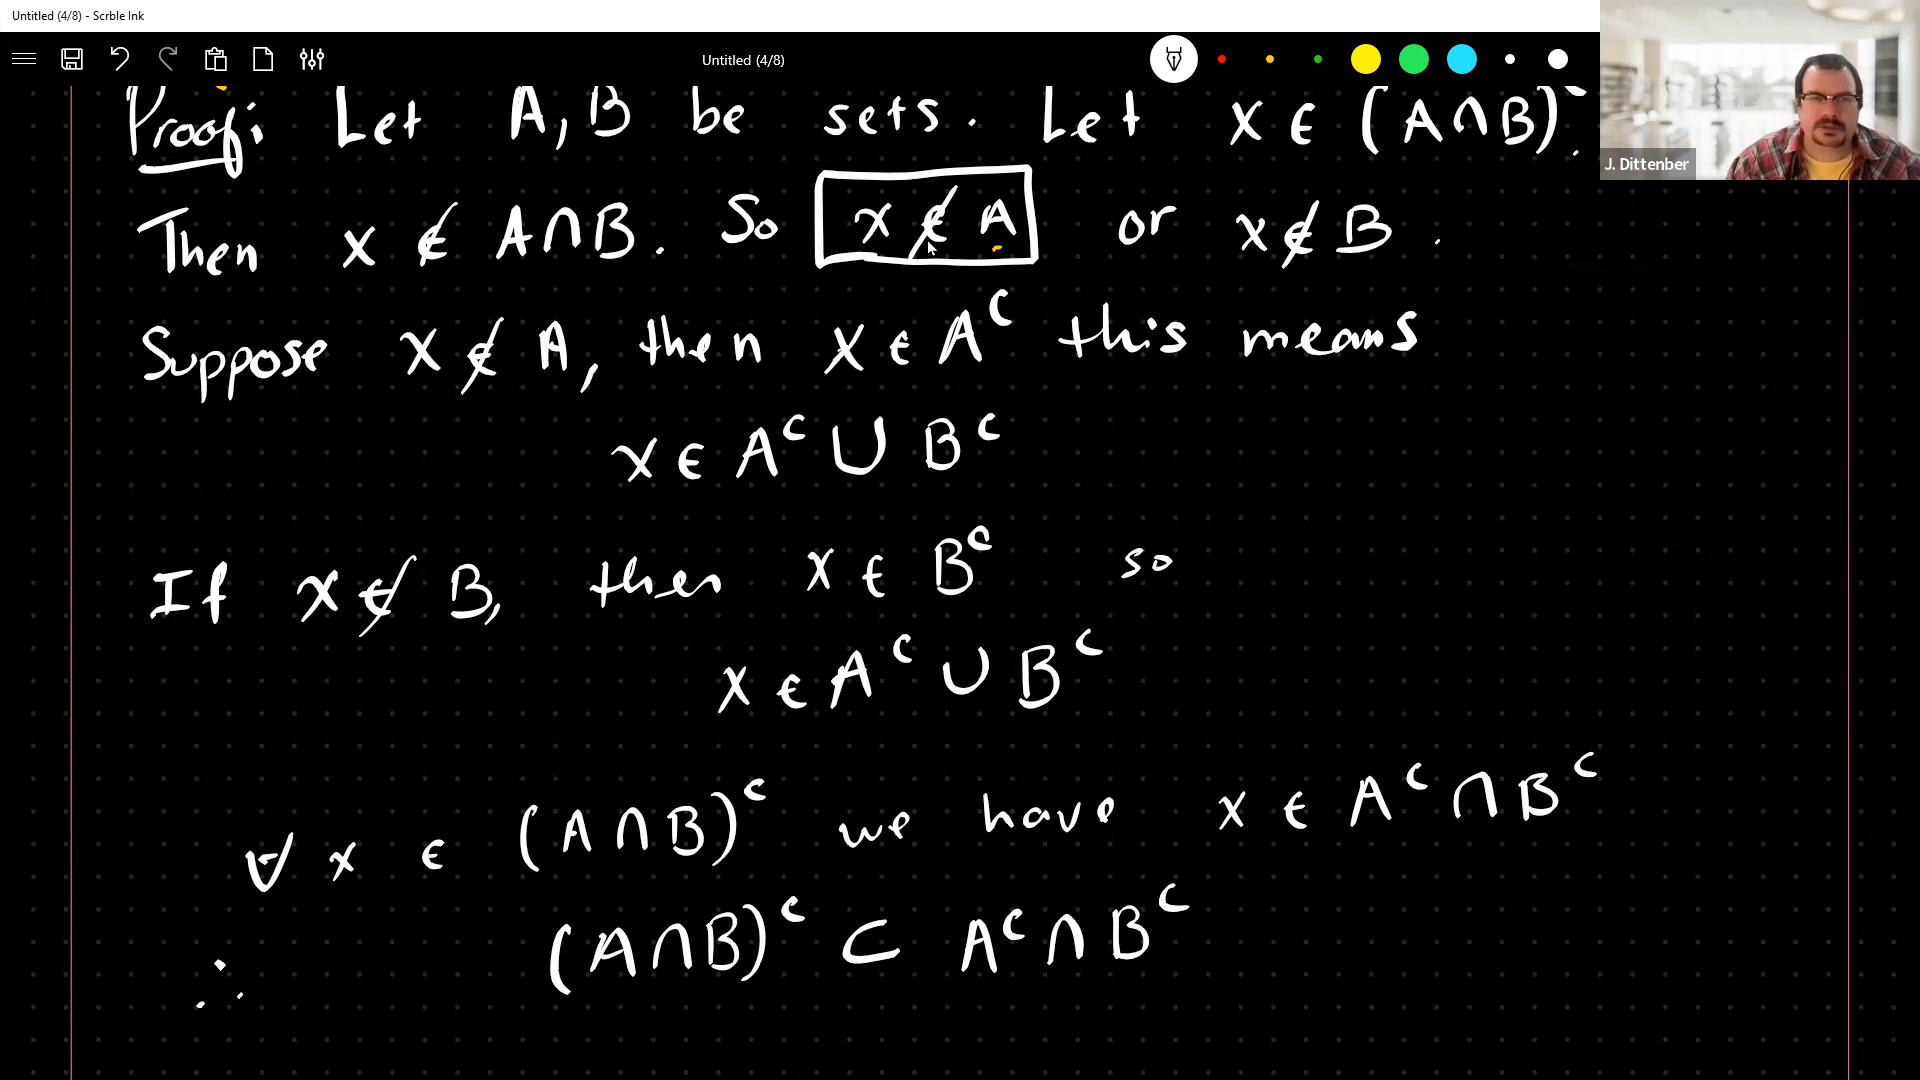 Untitled (4/8) - Scrble Ink
Untitled (4/8)
J. Dittenber
Proof: Let A, B be sets. Let x ∈ (A∩B)ᶜ.
Then x ∉ A∩B. So x ∉ A or x ∉ B.
Suppose x ∉ A, then x ∈ Aᶜ this means
x ∈ Aᶜ ∪ Bᶜ
If x ∉ B, then x ∈ Bᶜ so
x ∈ Aᶜ ∪ Bᶜ
∀ x ∈ (A∩B)ᶜ we have x ∈ Aᶜ∩Bᶜ
∴ (A∩B)ᶜ ⊂ Aᶜ∩Bᶜ